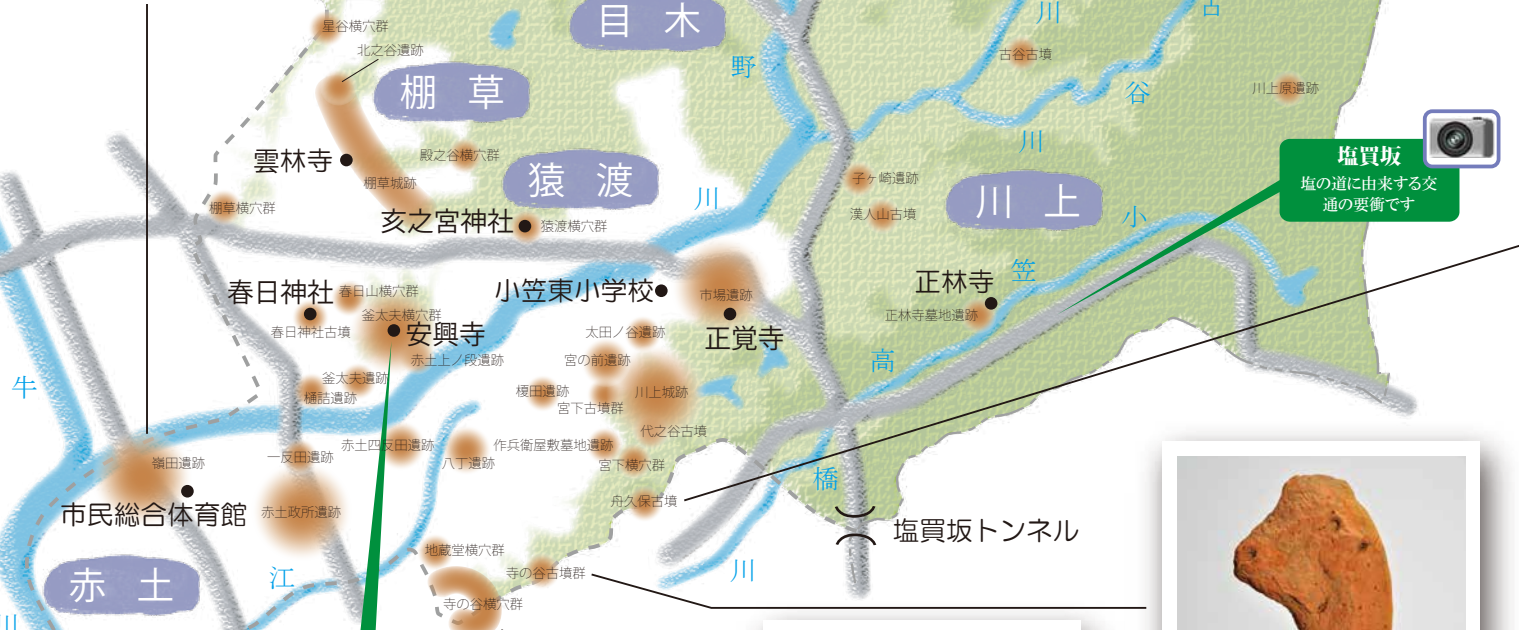 目木
川
古
星谷横穴群
北之谷遺跡
野
古谷古墳
棚草
谷
川上原遺跡
川
塩買坂
塩の道に由来する交
通の要衝です
雲林寺
殿之谷横穴群
棚草城跡
猿渡
子ヶ崎遺跡
川上
棚草横穴群
川
漢人山古墳
小
亥之宮神社
猿渡横穴群
笠
正林寺
正林寺墓地遺跡
春日神社
春日山横穴群
小笠東小学校
市場遺跡
釜太夫横穴群
春日神社古墳
安興寺
太田ノ谷遺跡
正覚寺
赤土上ノ段遺跡
宮の前遺跡
高
牛
釜太夫遺跡
樋詰遺跡
榎田遺跡
川上城跡
宮下古墳群
代之谷古墳
赤土四反田遺跡
作兵衛屋敷墓地遺跡
一反田遺跡
八丁遺跡
宮下横穴群
嶺田遺跡
橋
舟久保古墳
市民総合体育館
赤土政所遺跡
塩買坂トンネル
地蔵堂横穴群
赤土
江
寺の谷古墳群
川
寺の谷横穴群
川